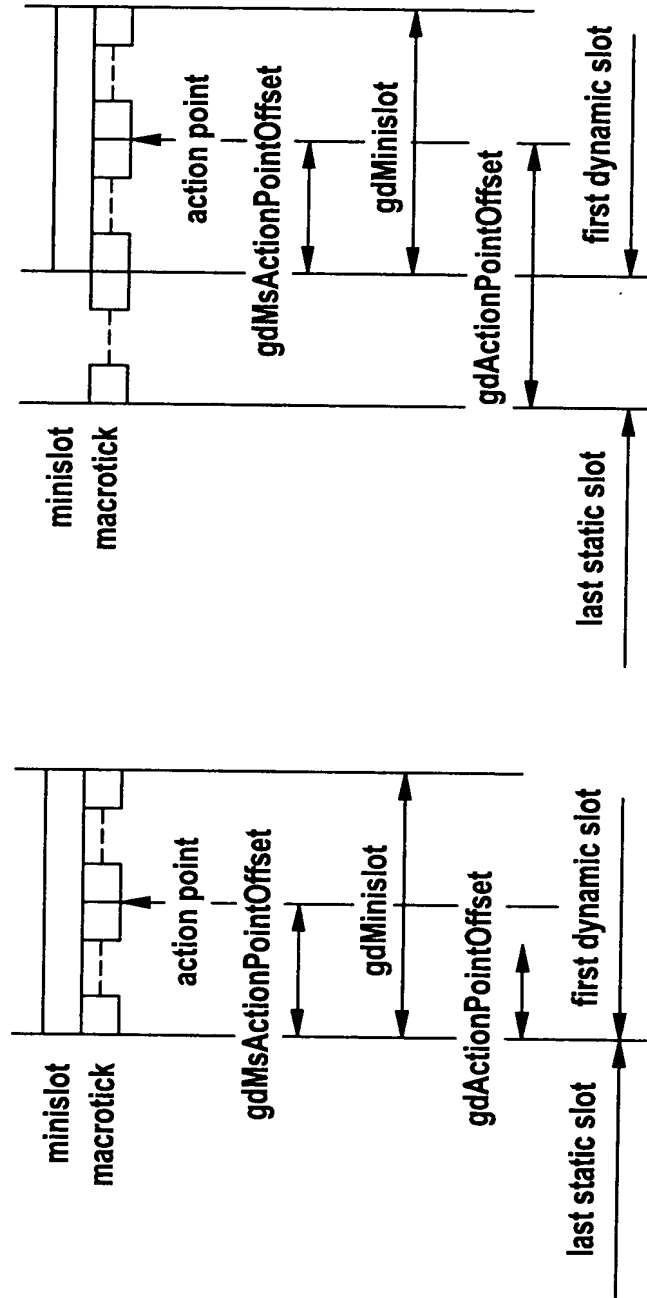 minislot
macrotick
action point
gdMsActionPointOffset
gdMinislot
gdActionPointOffset
last static slot
first dynamic slot
minislot
macrotick
action point
gdMsActionPointOffset
gdMinislot
gdActionPointOffset
last static slot
first dynamic slot